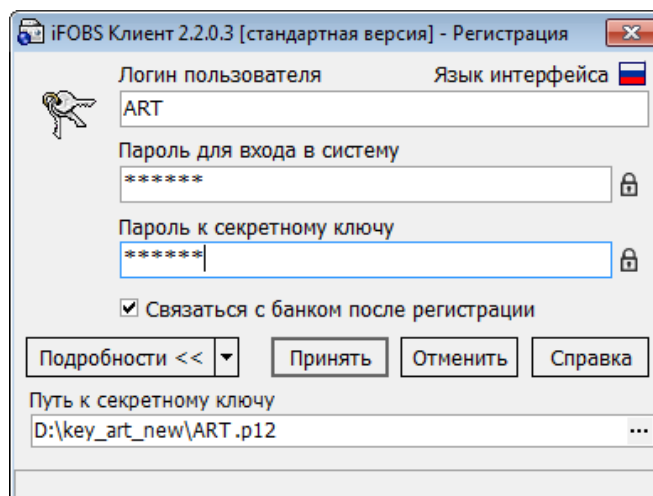 iFOBS Клиент 2.2.0.3 [стандартная версия] - Регистрация
Логин пользователя Язык интерфейса
ART
Пароль для входа в систему
******
Пароль к секретному ключу
******
Связаться с банком после регистрации
Подробности << Принять Отменить Справка
Путь к секретному ключу
D:\key_art_new\ART.p12 ...